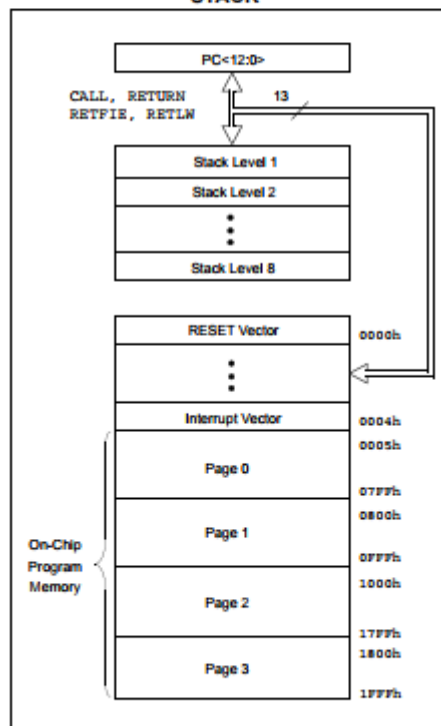 STACK
PC<12:0>
CALL, RETURN
RETFIE, RETLW
13
Stack Level 1
Stack Level 2
Stack Level 8
RESET Vector
0000h
Interrupt Vector
0004h
0005h
Page 0
07FFh
0800h
Page 1
0FFFh
On-Chip
Program
Memory
1000h
Page 2
17FFh
1800h
Page 3
1FFFh